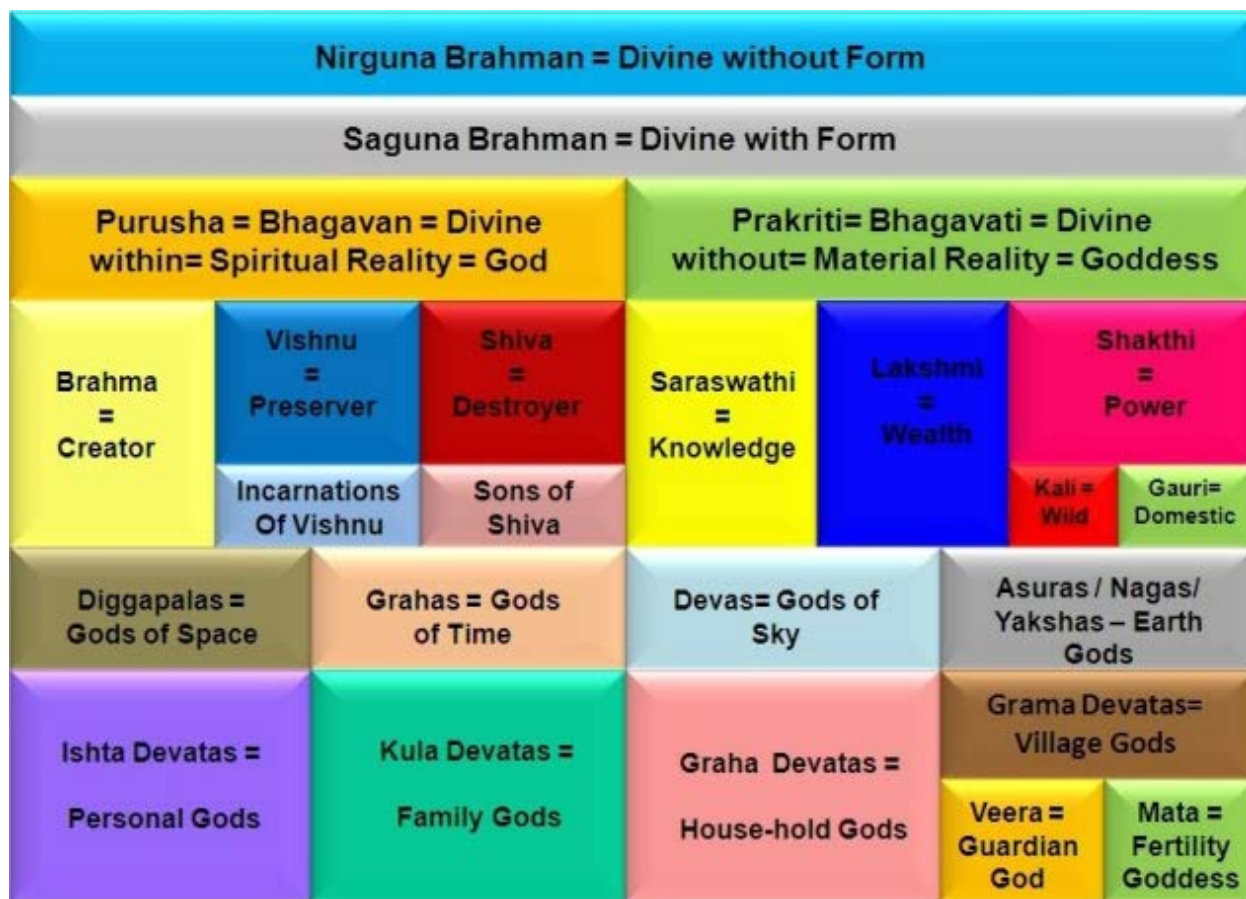 Nirguna Brahman = Divine without Form
Saguna Brahman = Divine with Form
Purusha = Bhagavan = Divine
within= Spiritual Reality = God
Prakriti= Bhagavati = Divine
without= Material Reality = Goddess
Brahma
=
Creator
Vishnu
=
Preserver
Shiva
=
Destroyer
Saraswathi
=
Knowledge
Lakshmi
=
Wealth
Shakthi
=
Power
Incarnations
Of Vishnu
Sons of
Shiva
Kali =
Wild
Gauri=
Domestic
Diggapalas =
Gods of Space
Grahas = Gods
of Time
Devas= Gods of
Sky
Asuras / Nagas/
Yakshas – Earth
Gods
Ishta Devatas =
Personal Gods
Kula Devatas =
Family Gods
Graha Devatas =
House-hold Gods
Grama Devatas=
Village Gods
Veera =
Guardian
God
Mata =
Fertility
Goddess